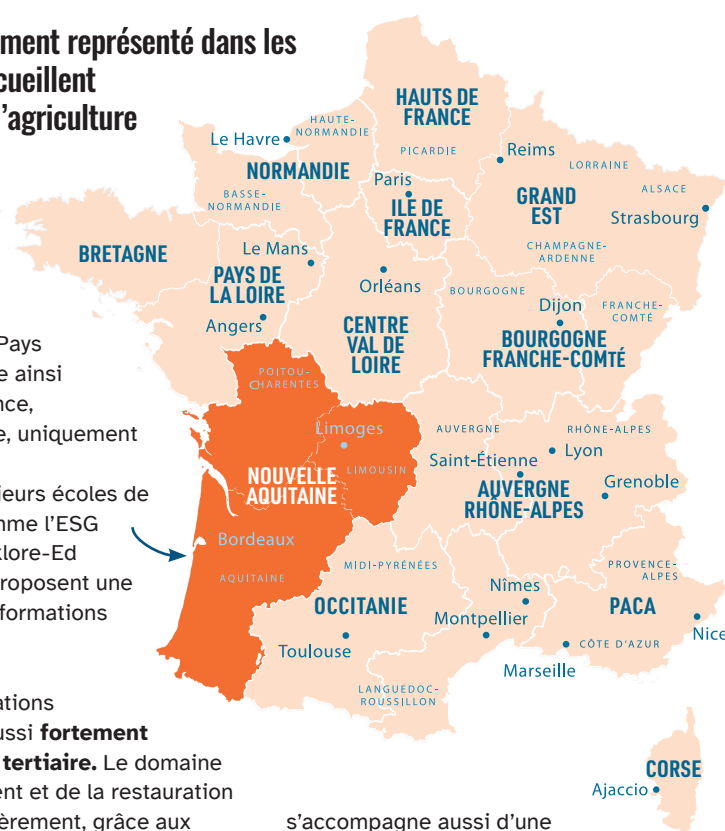 ment représenté dans les
cueillent
'agriculture
Pays
e ainsi
nce,
e, uniquement
ieurs écoles de
mme l'ESG
klore-Ed
roposent une
formations
ations
ussi fortement
tertiaire. Le domaine
ent et de la restauration
èrement, grâce aux
s'accompagne aussi d'une
HAUTS DE
FRANCE
PICARDIE
HAUTE-
NORMANDIE
Le Havre
NORMANDIE
BASSE-
NORMANDIE
Reims
LORRAINE
ALSACE
Paris
ILE DE
FRANCE
GRAND
EST
Strasbourg
CHAMPAGNE-
ARDENNE
BRETAGNE
Le Mans
PAYS DE
LA LOIRE
Angers
Orléans
CENTRE
VAL DE
LOIRE
BOURGOGNE
Dijon
FRANCHE-
COMTÉ
BOURGOGNE
FRANCHE-COMTÉ
POITOU-
CHARENTES
Limoges
LIMOUSIN
NOUVELLE
AQUITAINE
Bordeaux
AQUITAINE
AUVERGNE
RHÔNE-ALPES
Lyon
Saint-Étienne
Grenoble
AUVERGNE
RHÔNE-ALPES
MIDI-PYRÉNÉES
OCCITANIE
Toulouse
Nîmes
Montpellier
LANGUEDOC-
ROUSSILLON
PROVENCE-
ALPES
PACA
CÔTE D'AZUR
Nice
Marseille
CORSE
Ajaccio